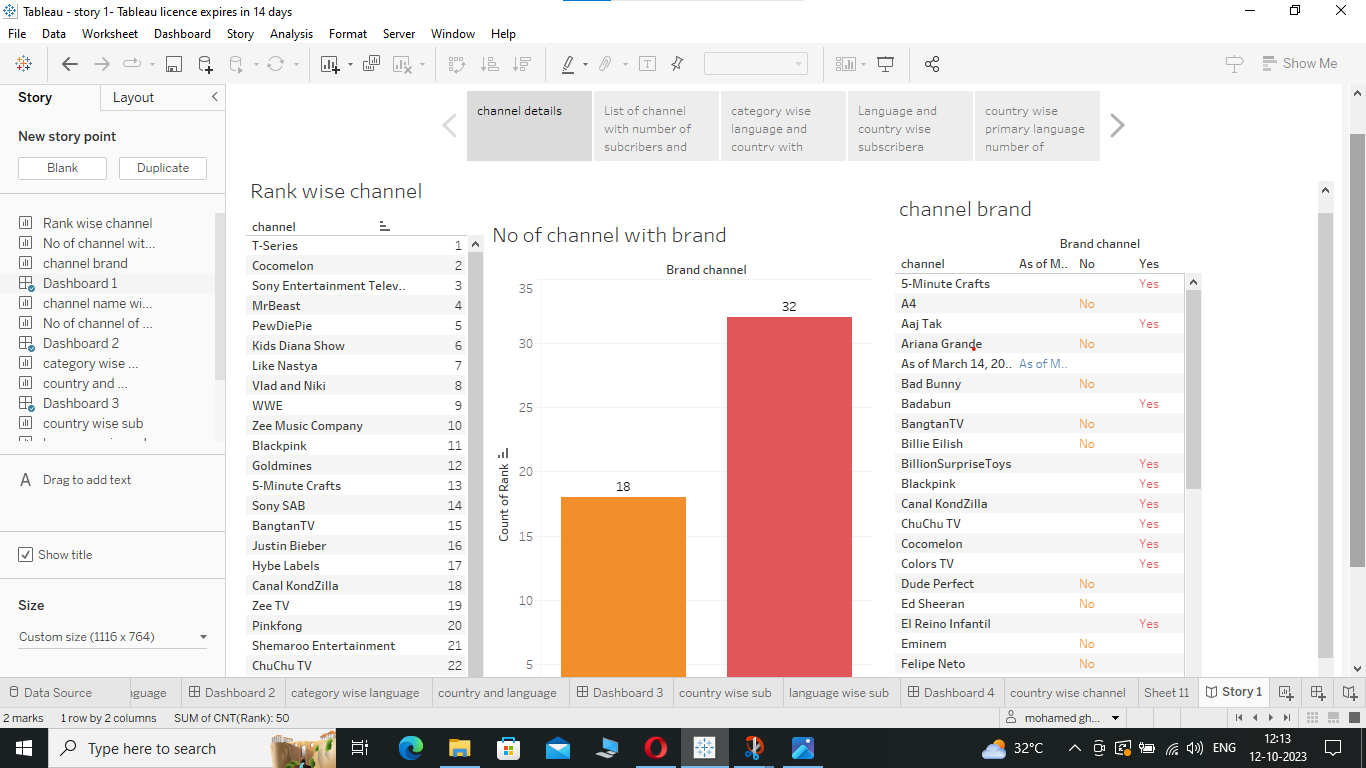 Tableau - story 1- Tableau licence expires in 14 days
File Data Worksheet Dashboard Story Analysis Format Server Window Help
Show Me
Story Layout
New story point
Blank Duplicate
Rank wise channel
No of channel wit...
channel brand
Dashboard 1
channel name wi...
No of channel of ...
Dashboard 2
category wise ...
country and ...
Dashboard 3
country wise sub
Drag to add text
Show title
Size
Custom size (1116 x 764)
channel details
List of channel
with number of
subcribers and
category wise
language and
country with
Language and
country wise
subscribera
country wise
primary language
number of
Rank wise channel
channel
T-Series 1
Cocomelon 2
Sony Entertainment Telev.. 3
MrBeast 4
PewDiePie 5
Kids Diana Show 6
Like Nastya 7
Vlad and Niki 8
WWE 9
Zee Music Company 10
Blackpink 11
Goldmines 12
5-Minute Crafts 13
Sony SAB 14
BangtanTV 15
Justin Bieber 16
Hybe Labels 17
Canal KondZilla 18
Zee TV 19
Pinkfong 20
Shemaroo Entertainment 21
ChuChu TV 22
No of channel with brand
Brand channel
Count of Rank
35
30
25
20
15
10
5
18
32
channel brand
Brand channel
channel As of M.. No Yes
5-Minute Crafts Yes
A4 No
Aaj Tak Yes
Ariana Grande No
As of March 14, 20.. As of M..
Bad Bunny No
Badabun Yes
BangtanTV No
Billie Eilish No
BillionSurpriseToys Yes
Blackpink Yes
Canal KondZilla Yes
ChuChu TV Yes
Cocomelon Yes
Colors TV Yes
Dude Perfect No
Ed Sheeran No
El Reino Infantil Yes
Eminem No
Felipe Neto No
Data Source guage Dashboard 2 category wise language country and language Dashboard 3 country wise sub language wise sub Dashboard 4 country wise channel Sheet 11 Story 1
2 marks 1 row by 2 columns SUM of CNT(Rank): 50 mohamed gh...
Type here to search 32°C ENG 12:13
12-10-2023